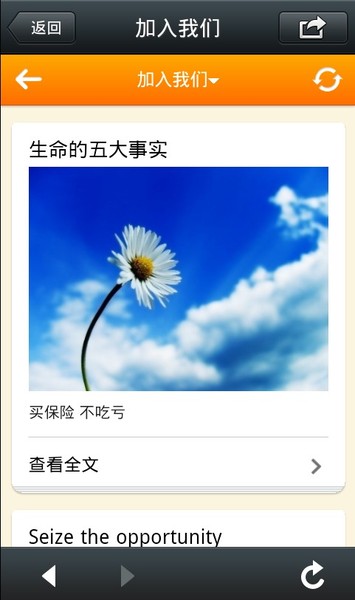 返回
加入我们
加入我们
生命的五大事实
买保险 不吃亏
查看全文
Seize the opportunity